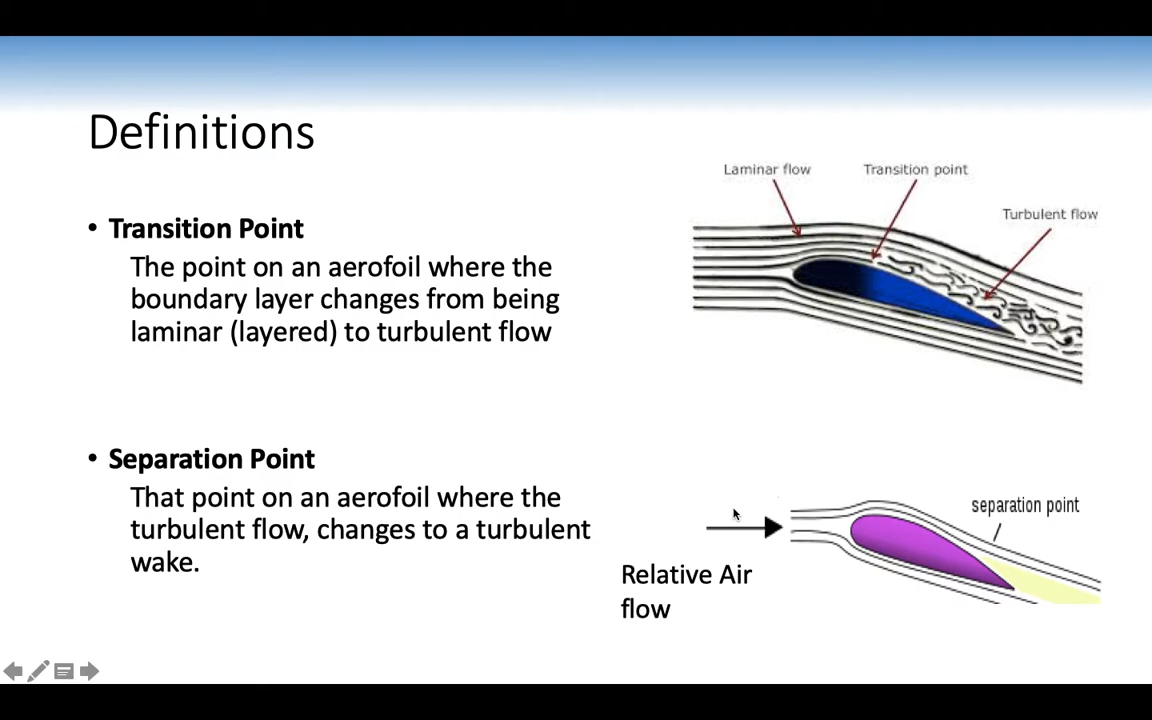 Definitions
• Transition Point
The point on an aerofoil where the
boundary layer changes from being
laminar (layered) to turbulent flow
• Separation Point
That point on an aerofoil where the
turbulent flow, changes to a turbulent
wake.
Laminar flow
Transition point
Turbulent flow
separation point
Relative Air
flow